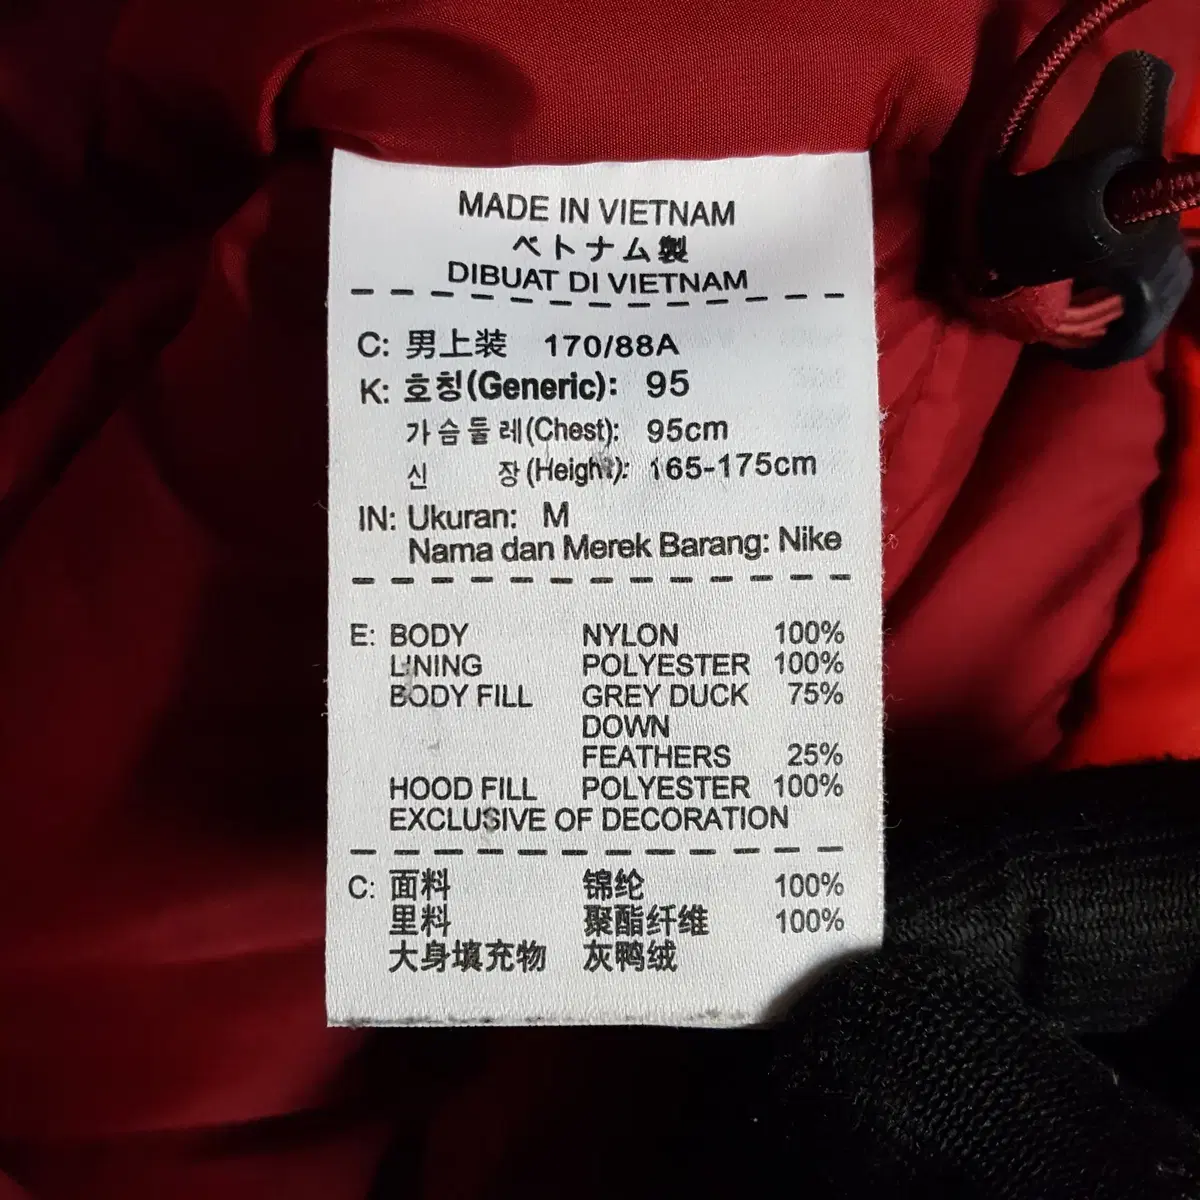 MADE IN VIETNAM
ベトナム製
DIBUAT DI VIETNAM
C: 男上装 170/88A
K: 호칭(Generic): 95
가슴둘레(Chest): 95cm
신 장(Height): 165-175cm
IN: Ukuran: M
Nama dan Merek Barang: Nike
E: BODY NYLON 100%
LINING POLYESTER 100%
BODY FILL GREY DUCK 75%
DOWN
FEATHERS 25%
HOOD FILL POLYESTER 100%
EXCLUSIVE OF DECORATION
C: 面料 锦纶 100%
里料 聚酯纤维 100%
大身填充物 灰鸭绒